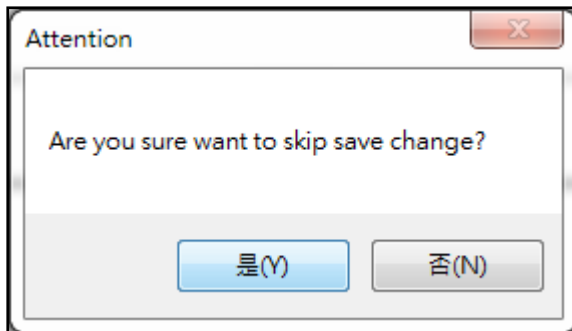 Attention
Are you sure want to skip save change?
是(Y)
否(N)